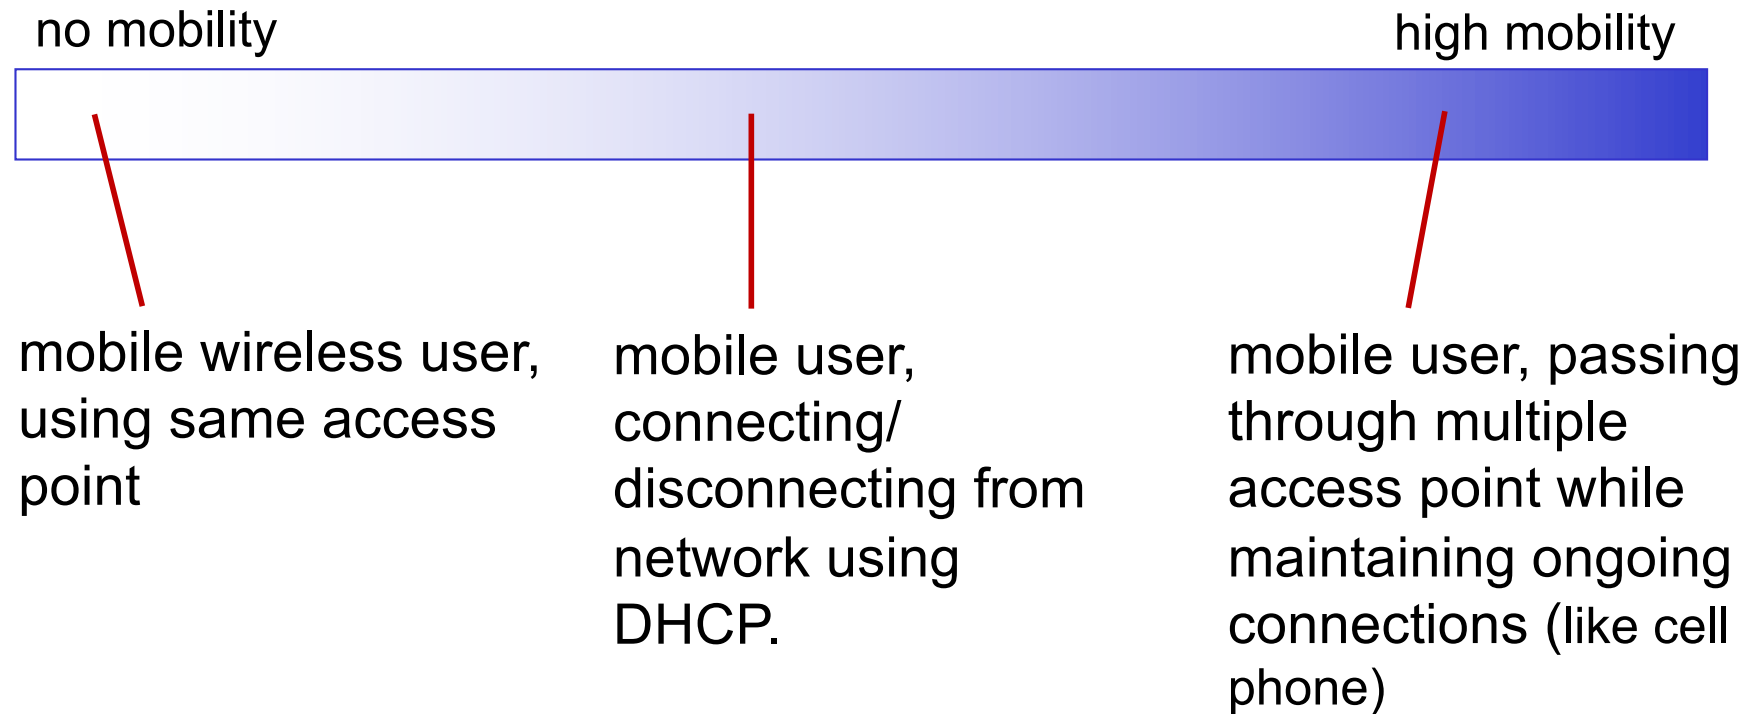 no mobility
high mobility
mobile wireless user,
using same access
point
mobile user,
connecting/
disconnecting from
network using
DHCP.
mobile user, passing
through multiple
access point while
maintaining ongoing
connections (like cell
phone)